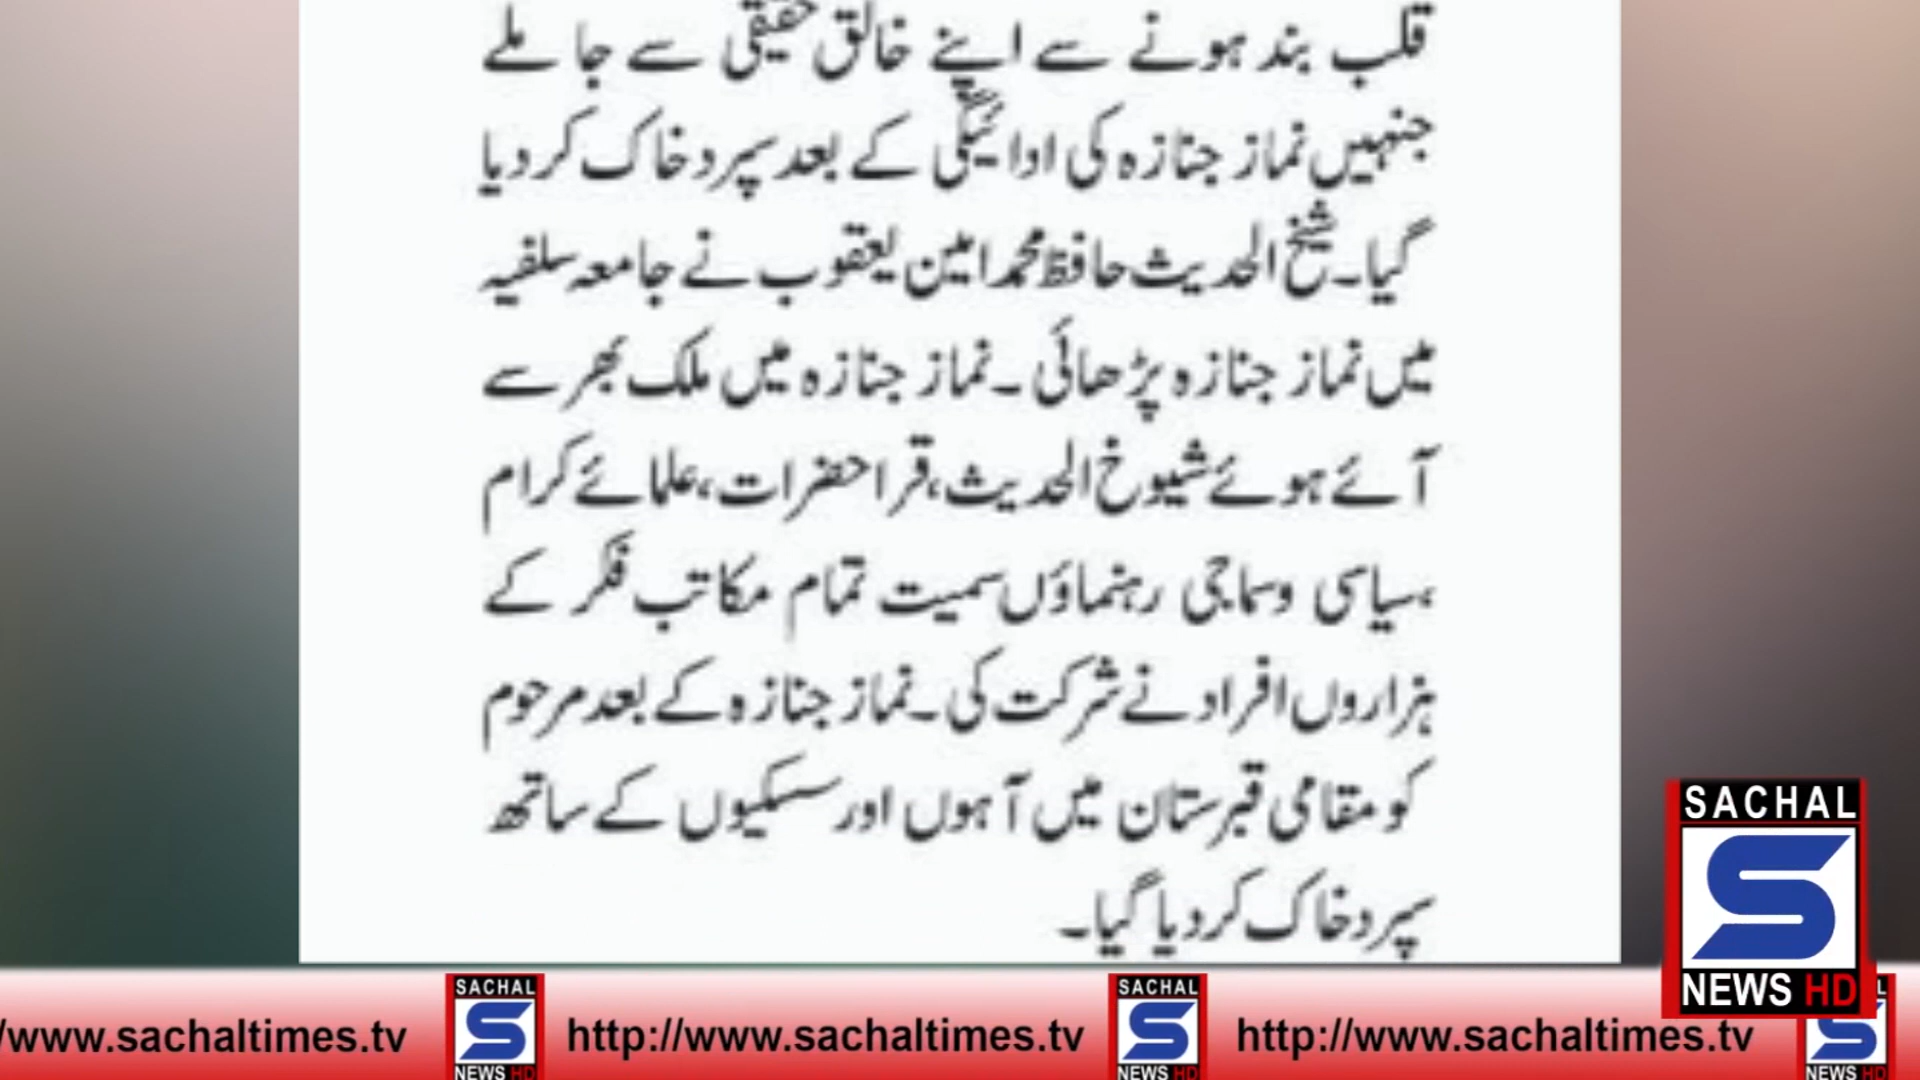 قلب بند ہونے سے اپنے خالق حقیقی سے جا ملے
جنہیں نماز جنازہ کی ادائیگی کے بعد سپرد خاک کر دیا
گیا۔ شیخ الحدیث حافظ محمد امین یعقوب نے جامعہ سلفیہ
میں نماز جنازہ پڑھائی ۔ نماز جنازہ میں ملک بھر سے
آئے ہوئے شیوخ الحدیث، قرا حضرات، علمائے کرام
، سیاسی وسماجی رہنماؤں سمیت تمام مکاتب فکر کے
ہزاروں افراد نے شرکت کی۔ نماز جنازہ کے بعد مرحوم
کو مقامی قبرستان میں آہوں اور سسکیوں کے ساتھ
سپرد خاک کر دیا گیا۔
SACHAL
NEWS HD
/www.sachaltimes.tv
SACHAL
NEWS HD
http://www.sachaltimes.tv
SACHAL
NEWS HD
http://www.sachaltimes.tv
L
NEWS HD